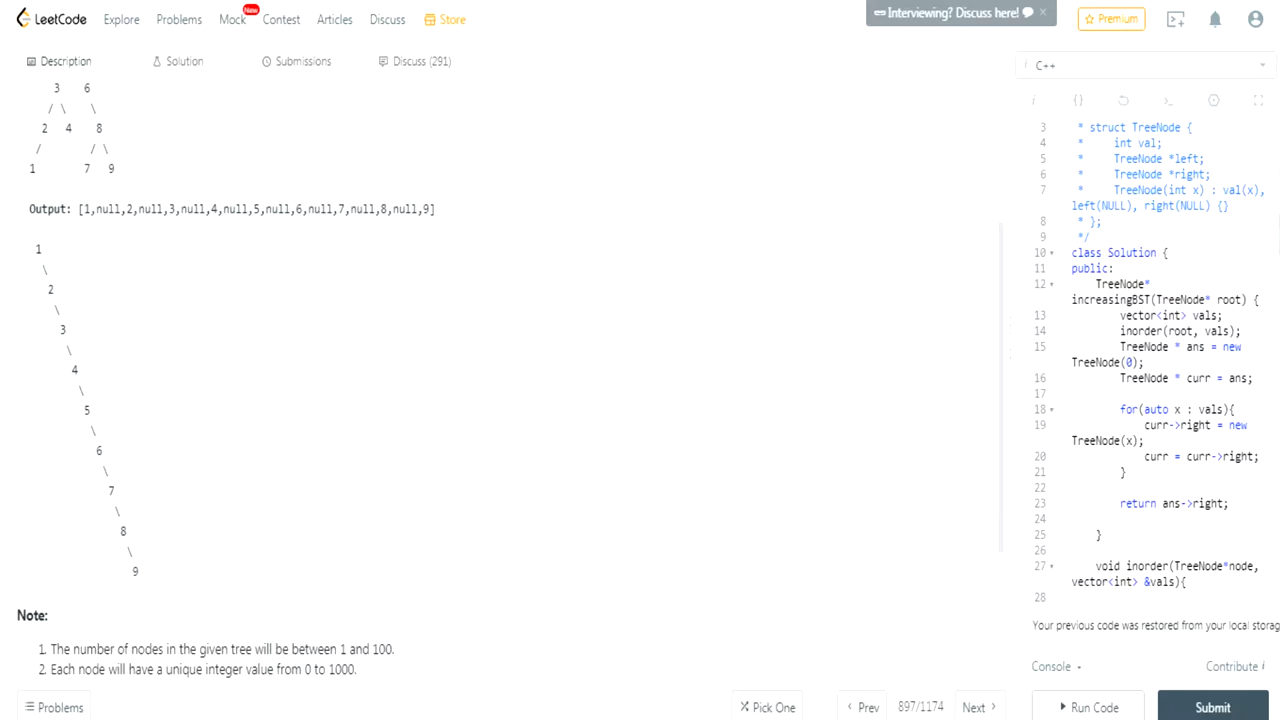 LeetCode Explore Problems Mock New Contest Articles Discuss Store Interviewing? Discuss here! × Premium
Description Solution Submissions Discuss (291)
3 6
/ \ \
2 4 8
/ / \
1 7 9
Output: [1,null,2,null,3,null,4,null,5,null,6,null,7,null,8,null,9]
1
\
2
\
3
\
4
\
5
\
6
\
7
\
8
\
9
Note:
1. The number of nodes in the given tree will be between 1 and 100.
2. Each node will have a unique integer value from 0 to 1000.
Problems Pick One Prev 897/1174 Next
i C++
i {} >_
3 * struct TreeNode {
4 * int val;
5 * TreeNode *left;
6 * TreeNode *right;
7 * TreeNode(int x) : val(x),
left(NULL), right(NULL) {}
8 * };
9 */
10 class Solution {
11 public:
12 TreeNode*
increasingBST(TreeNode* root) {
13 vector<int> vals;
14 inorder(root, vals);
15 TreeNode * ans = new
TreeNode(0);
16 TreeNode * curr = ans;
17
18 for(auto x : vals){
19 curr->right = new
TreeNode(x);
20 curr = curr->right;
21 }
22
23 return ans->right;
24
25 }
26
27 void inorder(TreeNode*node,
vector<int> &vals){
28
Your previous code was restored from your local storag
Console Contribute i
Run Code Submit